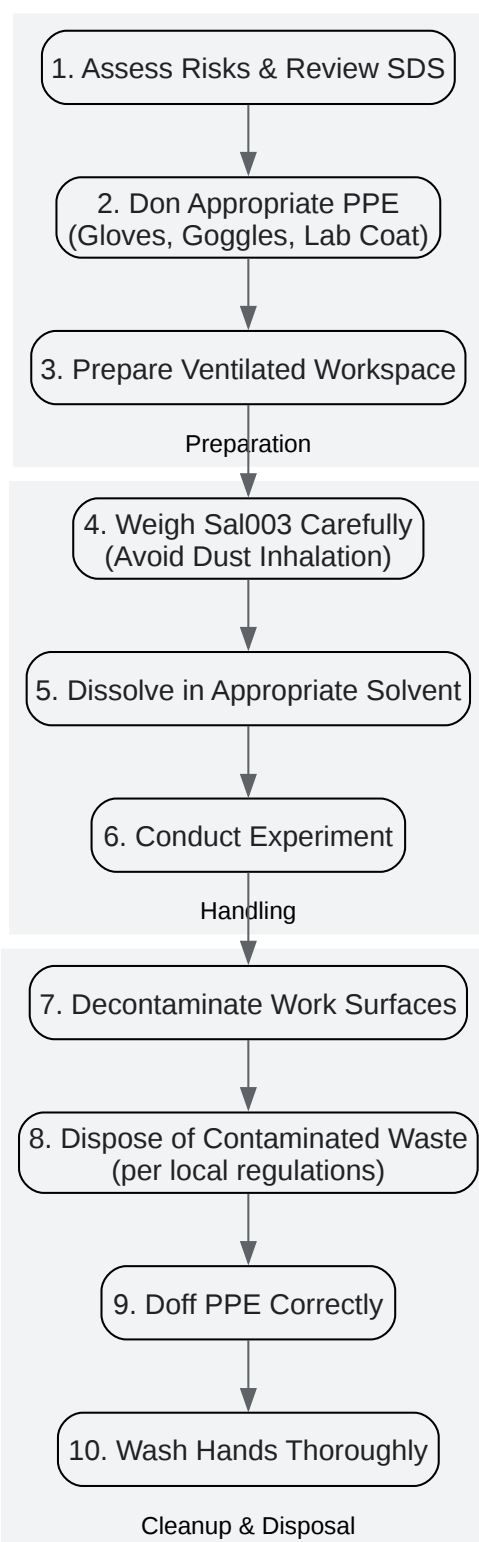 1. Assess Risks & Review SDS
2. Don Appropriate PPE
(Gloves, Goggles, Lab Coat)
3. Prepare Ventilated Workspace
Preparation
4. Weigh Sal003 Carefully
(Avoid Dust Inhalation)
5. Dissolve in Appropriate Solvent
6. Conduct Experiment
Handling
7. Decontaminate Work Surfaces
8. Dispose of Contaminated Waste
(per local regulations)
9. Doff PPE Correctly
10. Wash Hands Thoroughly
Cleanup & Disposal